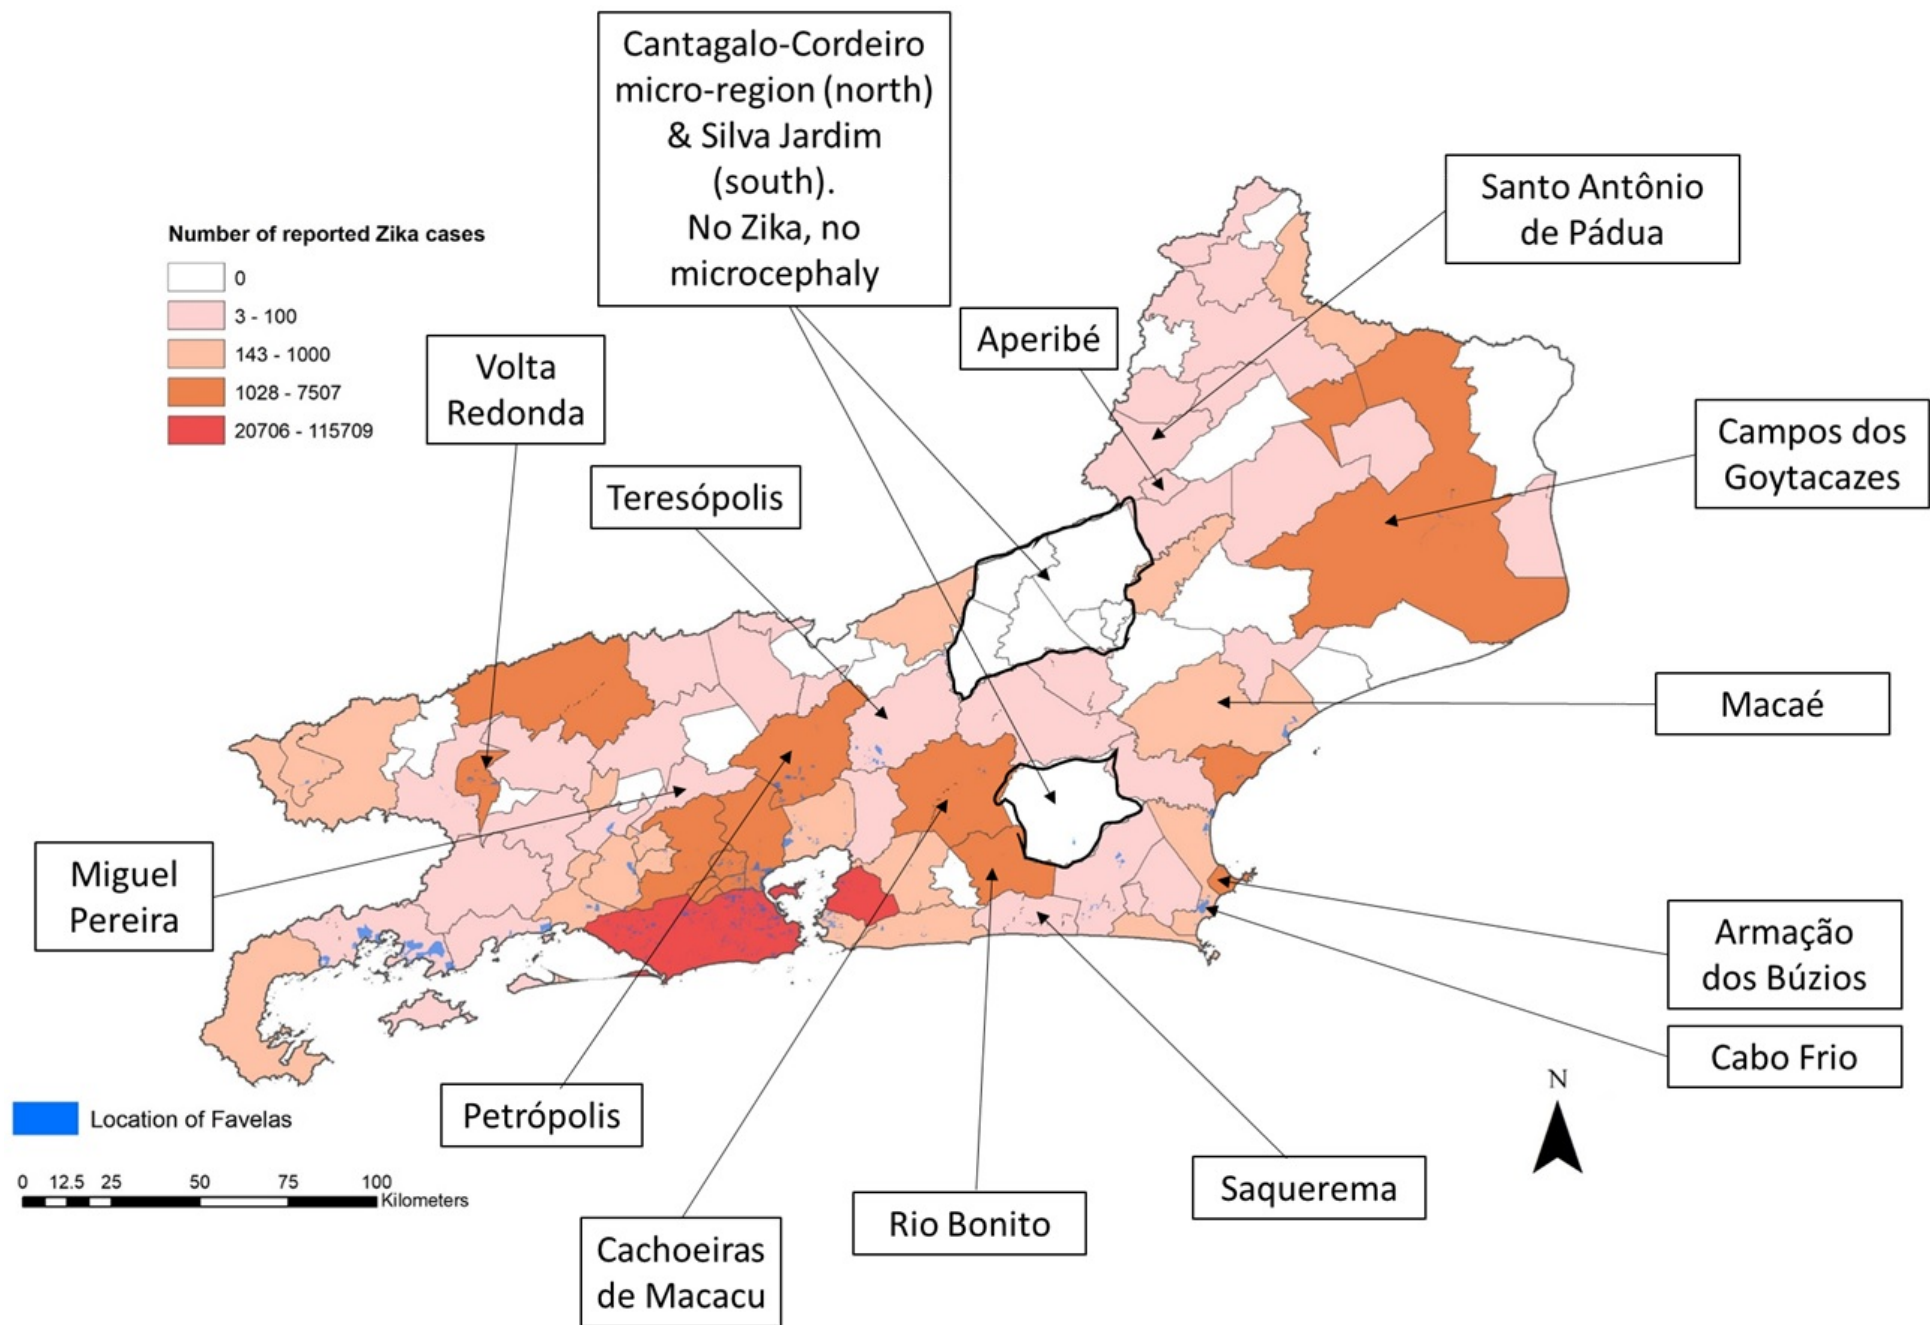 Cantagalo-Cordeiro
micro-region (north)
& Silva Jardim
(south).
No Zika, no
microcephaly
Santo Antônio
de Pádua
Number of reported Zika cases
0
3 - 100
143 - 1000
1028 - 7507
20706 - 115709
Aperibé
Volta
Redonda
Campos dos
Goytacazes
Teresópolis
Macaé
Miguel
Pereira
Armação
dos Búzios
Cabo Frio
N
Petrópolis
Location of Favelas
Saquerema
0 12.5 25 50 75 100
Kilometers
Rio Bonito
Cachoeiras
de Macacu